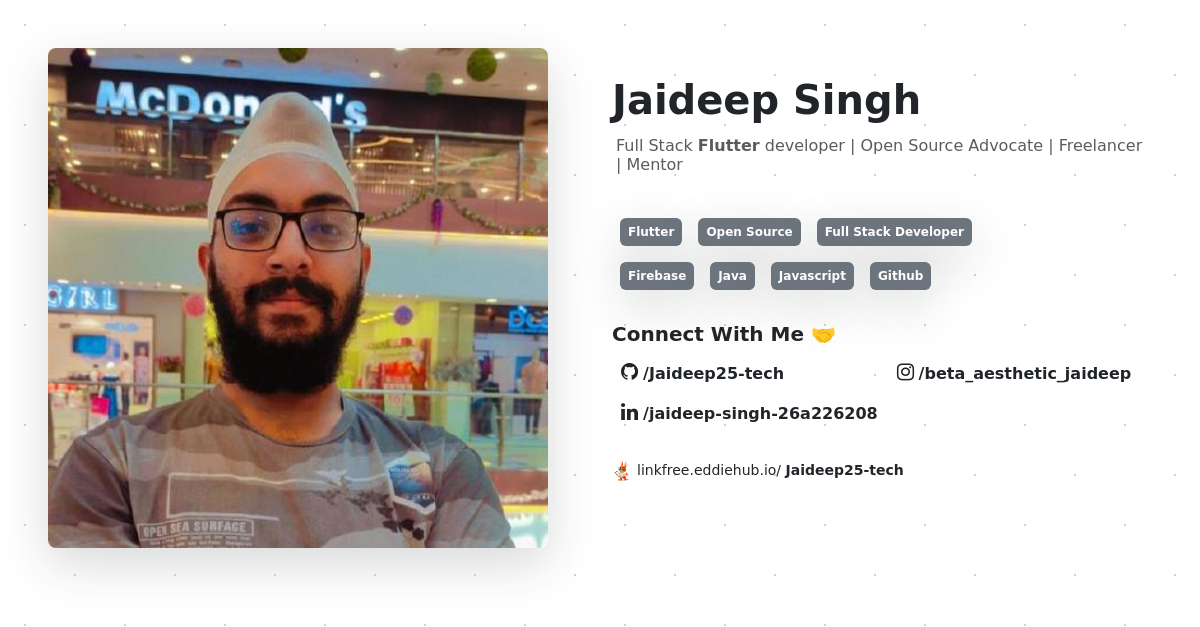 McDon d's
GIRL
OPEN SEA SURFACE
Jaideep Singh
Full Stack Flutter developer | Open Source Advocate | Freelancer
| Mentor
Flutter Open Source Full Stack Developer
Firebase Java Javascript Github
Connect With Me 🤝
/Jaideep25-tech /beta_aesthetic_jaideep
/jaideep-singh-26a226208
linkfree.eddiehub.io/ Jaideep25-tech